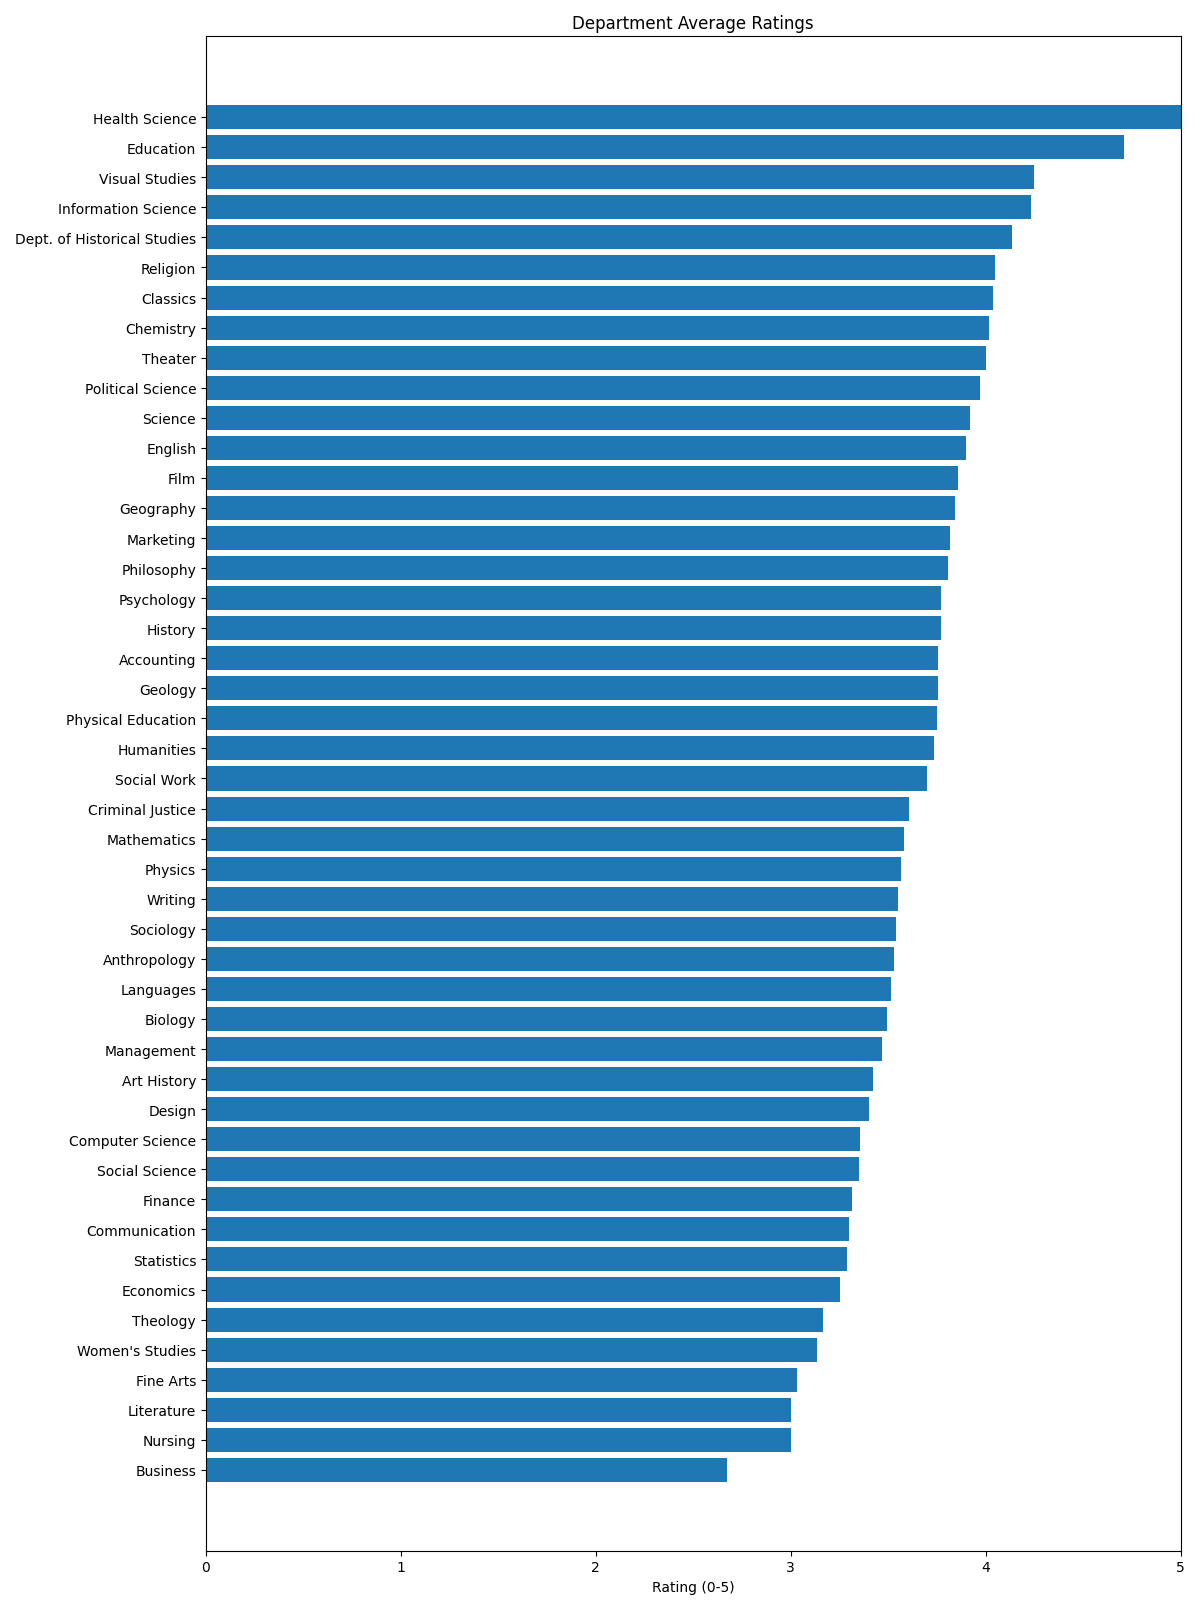 Department Average Ratings
Health Science
Education
Visual Studies
Information Science
Dept. of Historical Studies
Religion
Classics
Chemistry
Theater
Political Science
Science
English
Film
Geography
Marketing
Philosophy
Psychology
History
Accounting
Geology
Physical Education
Humanities
Social Work
Criminal Justice
Mathematics
Physics
Writing
Sociology
Anthropology
Languages
Biology
Management
Art History
Design
Computer Science
Social Science
Finance
Communication
Statistics
Economics
Theology
Women's Studies
Fine Arts
Literature
Nursing
Business
0 1 2 3 4 5
Rating (0-5)